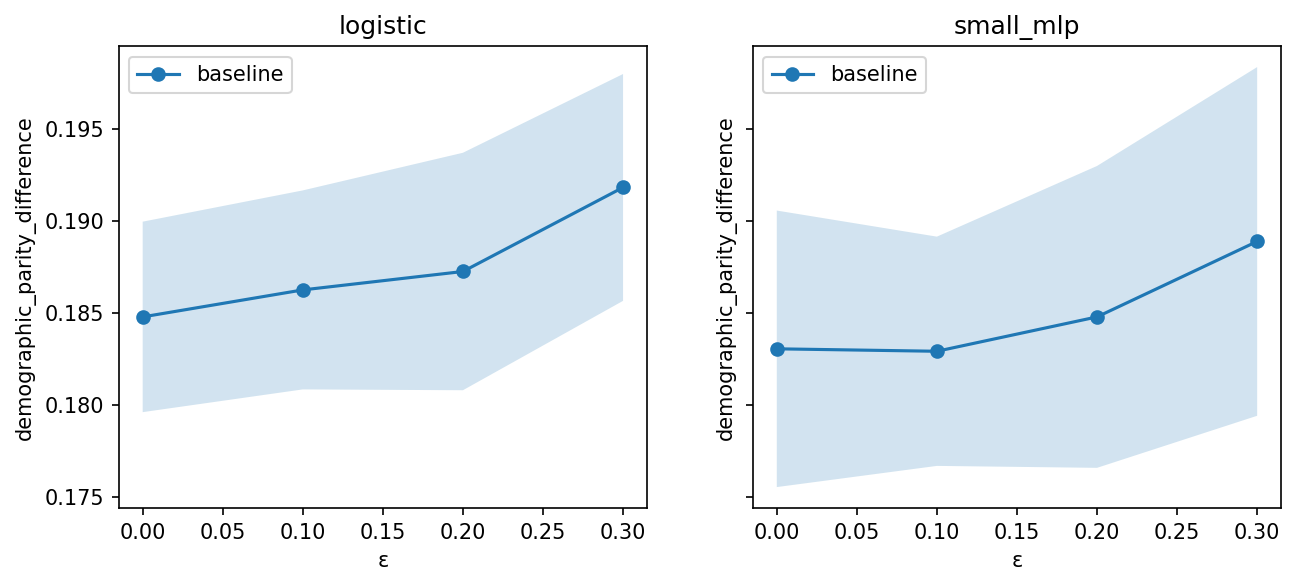 logistic
baseline
demographic_parity_difference
0.195
0.190
0.185
0.180
0.175
0.00 0.05 0.10 0.15 0.20 0.25 0.30
ε
small_mlp
baseline
demographic_parity_difference
0.00 0.05 0.10 0.15 0.20 0.25 0.30
ε